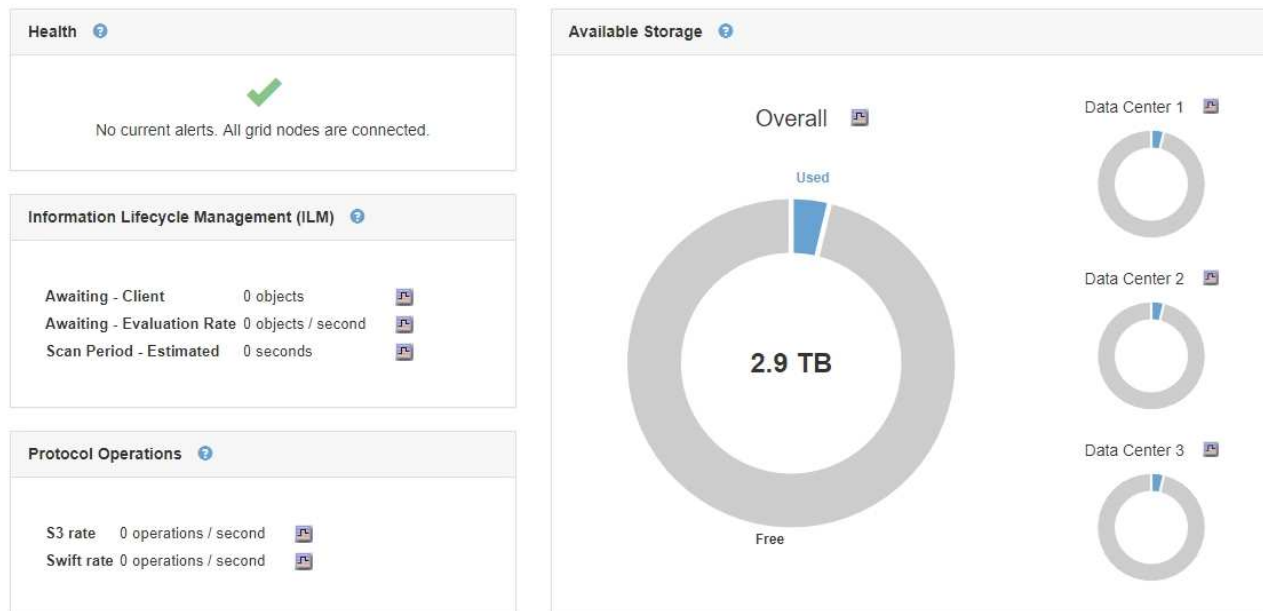 Health
No current alerts. All grid nodes are connected.
Information Lifecycle Management (ILM)
Awaiting - Client 0 objects
Awaiting - Evaluation Rate 0 objects / second
Scan Period - Estimated 0 seconds
Protocol Operations
S3 rate 0 operations / second
Swift rate 0 operations / second
Available Storage
Overall
Used
2.9 TB
Free
Data Center 1
Data Center 2
Data Center 3